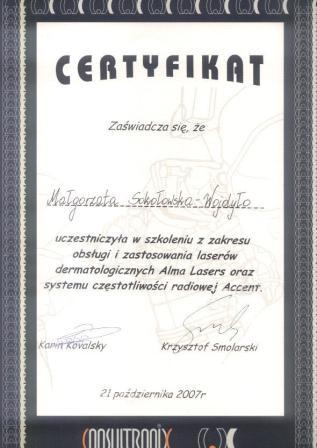 CERTYFIKAT
Zaświadcza się, że
Małgorzata Sokołowska-Wojdyło
uczestniczyła w szkoleniu z zakresu
obsługi i zastosowania laserów
dermatologicznych Alma Lasers oraz
systemu częstotliwości radiowej Accent.
Karin Kovalsky Krzysztof Smolarski
21 października 2007r
CONSULTRONIX